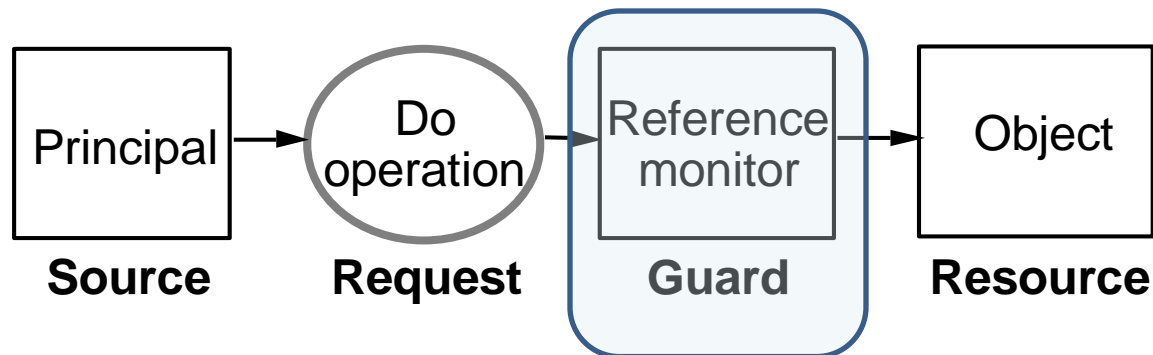 Principal
Do
operation
Reference
monitor
Object
Source
Request
Guard
Resource